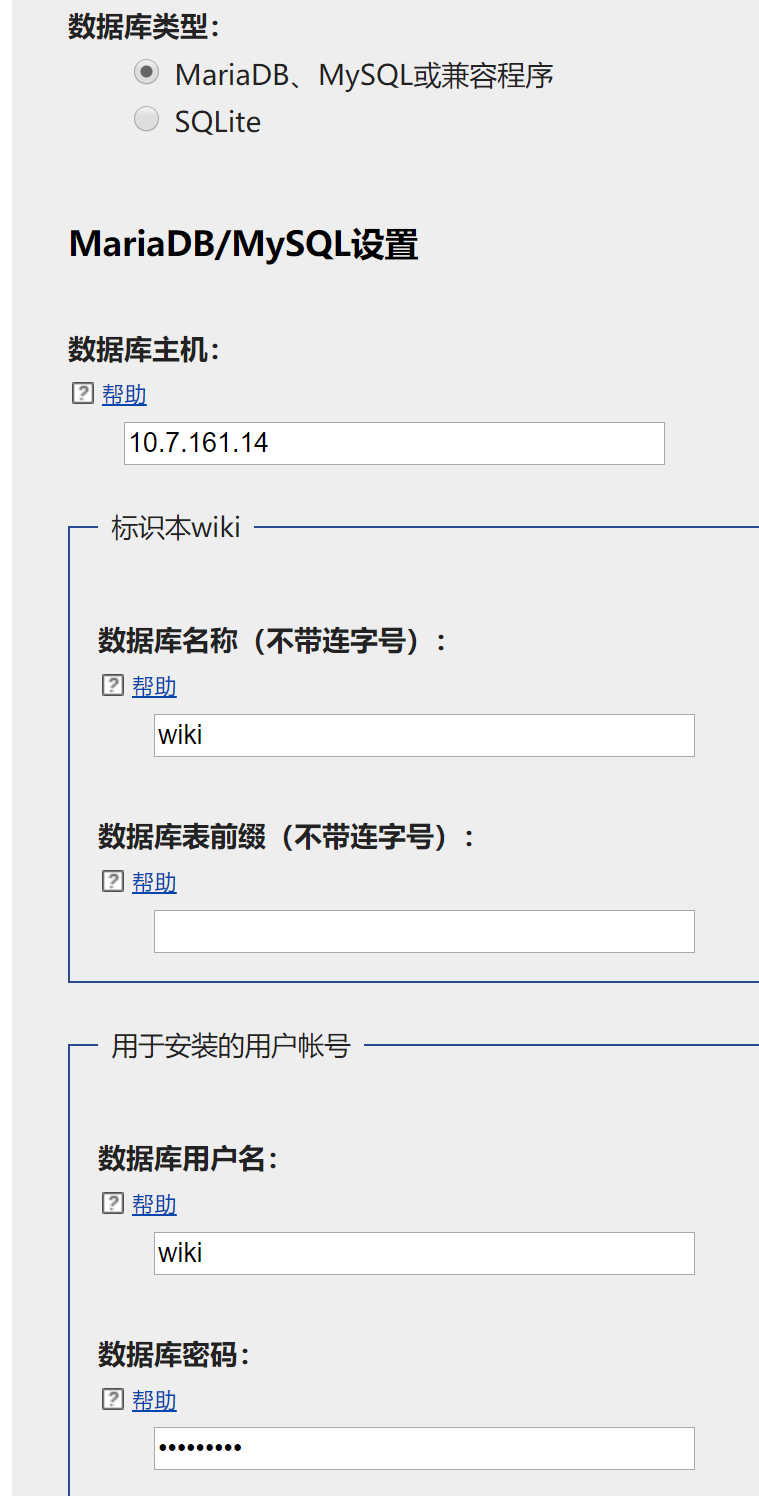 数据库类型：
MariaDB、MySQL或兼容程序
SQLite
MariaDB/MySQL设置
数据库主机：
帮助
10.7.161.14
标识本wiki
数据库名称（不带连字号）：
帮助
wiki
数据库表前缀（不带连字号）：
帮助
用于安装的用户帐号
数据库用户名：
帮助
wiki
数据库密码：
帮助
•••••••••